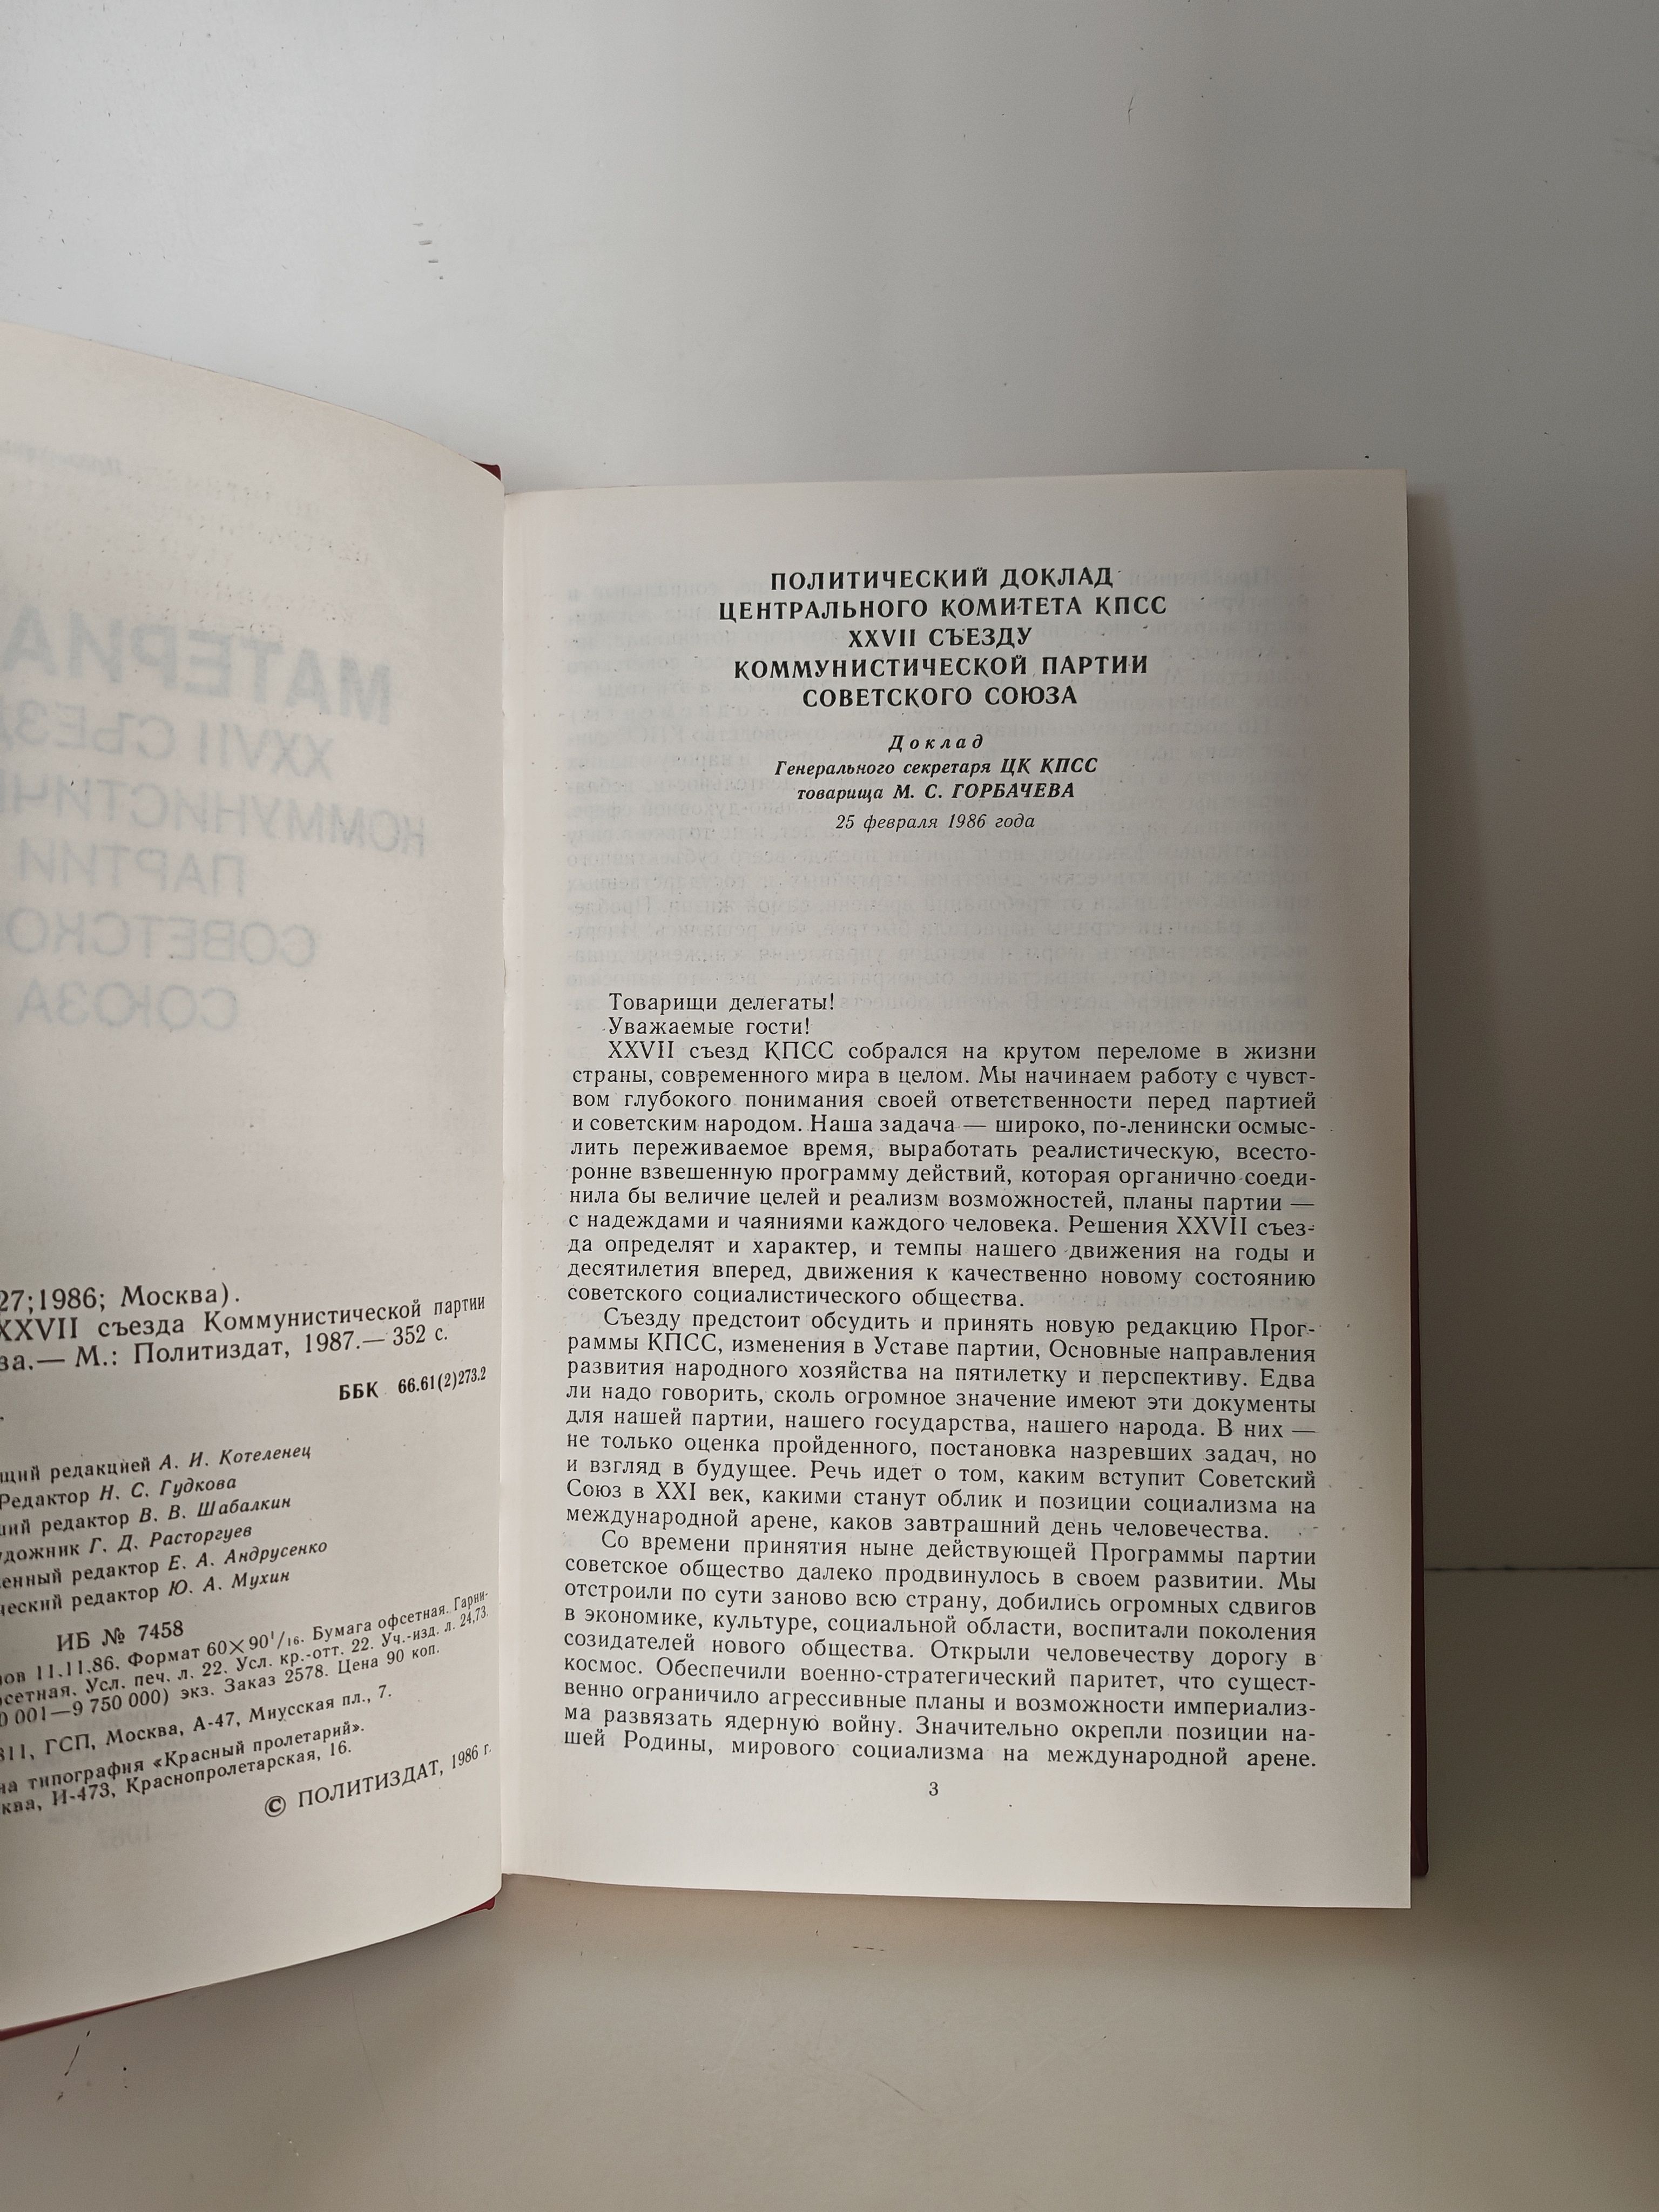 27;1986; Москва).
XXVII съезда Коммунистической партии
за.— М.: Политиздат, 1987.— 352 с.
ББК 66.61(2)273.2
щий редакцией А. И. Котеленец
Редактор Н. С. Гудкова
ший редактор В. В. Шабалкин
удожник Г. Д. Расторгуев
венный редактор Е. А. Андрусенко
ческий редактор Ю. А. Мухин
ИБ № 7458
11.11.86. Формат 60×90¹/₁₆. Бумага офсетная. Гарни-
фсетная. Усл. печ. л. 22. Усл. кр.-отт. 22. Уч.-изд. л. 24,73.
0 001—9 750 000) экз. Заказ 2578. Цена 90 коп.
811, ГСП, Москва, А-47, Миусская пл., 7.
на типография «Красный пролетарий».
ква, И-473, Краснопролетарская, 16.
© ПОЛИТИЗДАТ, 1986 г.
ПОЛИТИЧЕСКИЙ ДОКЛАД
ЦЕНТРАЛЬНОГО КОМИТЕТА КПСС
XXVII СЪЕЗДУ
КОММУНИСТИЧЕСКОЙ ПАРТИИ
СОВЕТСКОГО СОЮЗА
Доклад
Генерального секретаря ЦК КПСС
товарища М. С. ГОРБАЧЕВА
25 февраля 1986 года
Товарищи делегаты!
Уважаемые гости!
XXVII съезд КПСС собрался на крутом переломе в жизни
страны, современного мира в целом. Мы начинаем работу с чувст-
вом глубокого понимания своей ответственности перед партией
и советским народом. Наша задача — широко, по-ленински осмыс-
лить переживаемое время, выработать реалистическую, всесто-
ронне взвешенную программу действий, которая органично соеди-
нила бы величие целей и реализм возможностей, планы партии —
с надеждами и чаяниями каждого человека. Решения XXVII съез-
да определят и характер, и темпы нашего движения на годы и
десятилетия вперед, движения к качественно новому состоянию
советского социалистического общества.
Съезду предстоит обсудить и принять новую редакцию Прог-
раммы КПСС, изменения в Уставе партии, Основные направления
развития народного хозяйства на пятилетку и перспективу. Едва
ли надо говорить, сколь огромное значение имеют эти документы
для нашей партии, нашего государства, нашего народа. В них —
не только оценка пройденного, постановка назревших задач, но
и взгляд в будущее. Речь идет о том, каким вступит Советский
Союз в XXI век, какими станут облик и позиции социализма на
международной арене, каков завтрашний день человечества.
Со времени принятия ныне действующей Программы партии
советское общество далеко продвинулось в своем развитии. Мы
отстроили по сути заново всю страну, добились огромных сдвигов
в экономике, культуре, социальной области, воспитали поколения
созидателей нового общества. Открыли человечеству дорогу в
космос. Обеспечили военно-стратегический паритет, что сущест-
венно ограничило агрессивные планы и возможности империализ-
ма развязать ядерную войну. Значительно окрепли позиции на-
шей Родины, мирового социализма на международной арене.
3